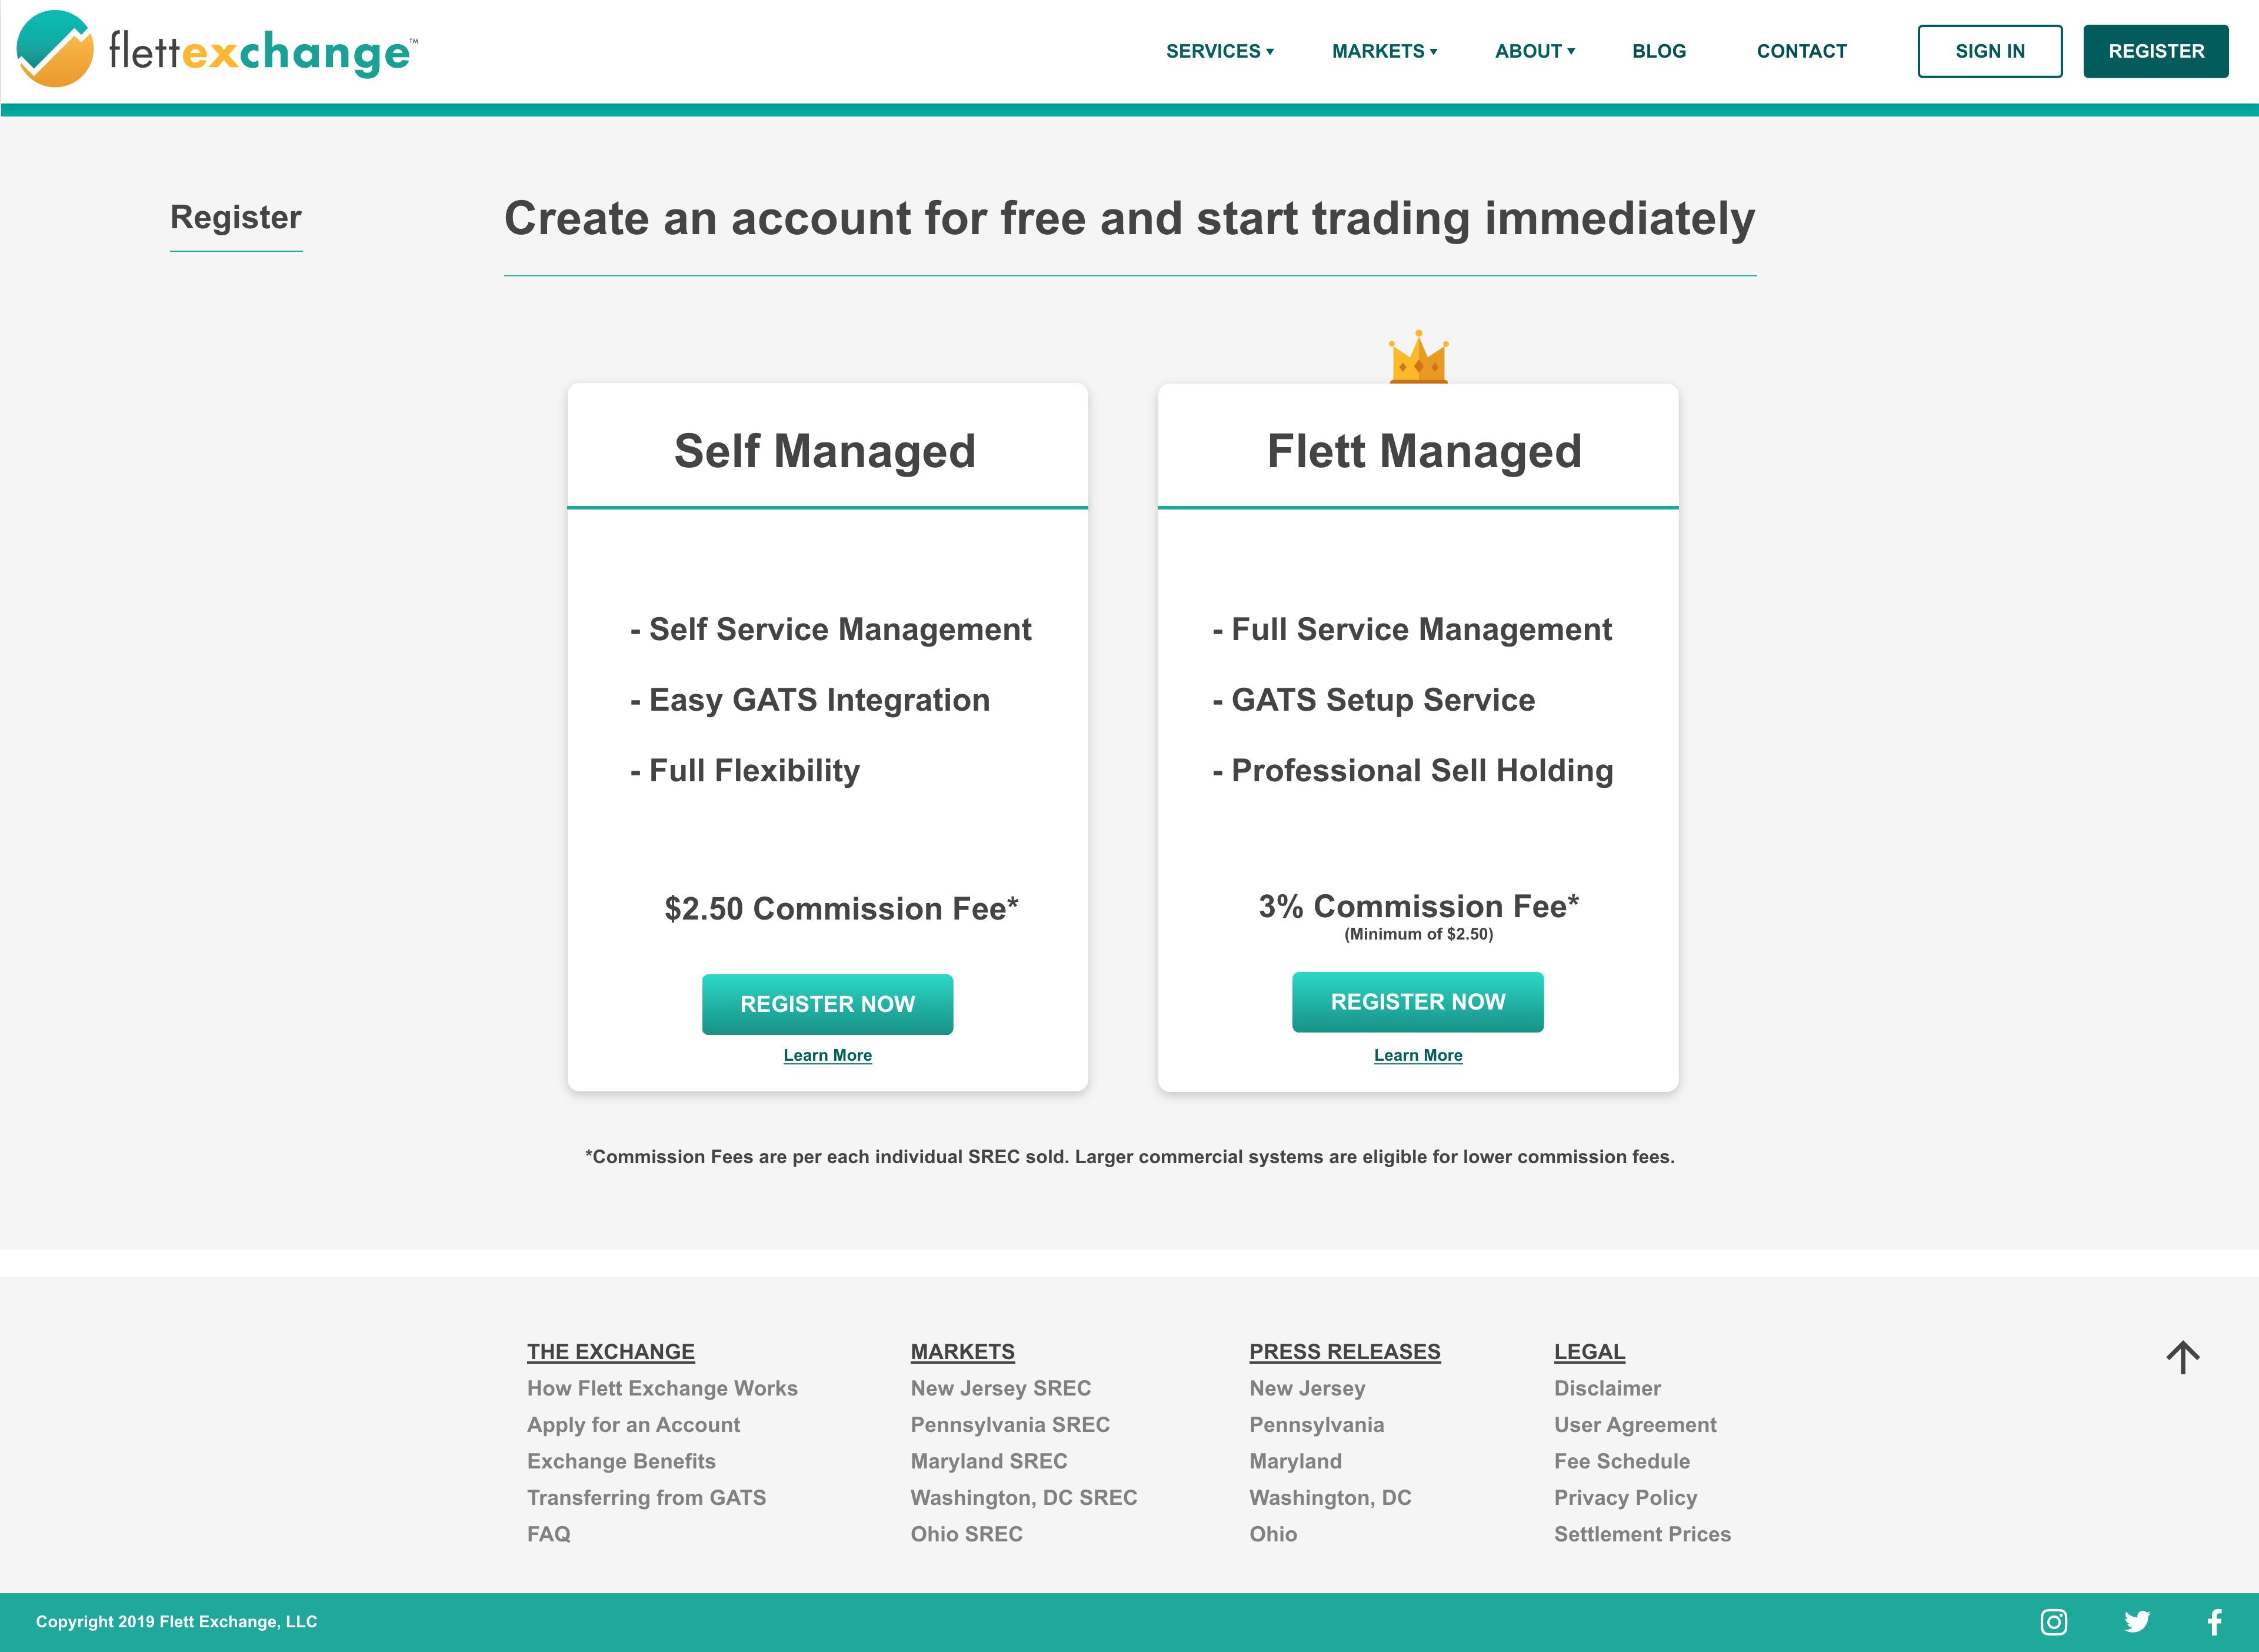 flettexchange™
SERVICES ▾ MARKETS ▾ ABOUT ▾ BLOG CONTACT SIGN IN REGISTER
Register
Create an account for free and start trading immediately
Self Managed
- Self Service Management
- Easy GATS Integration
- Full Flexibility
$2.50 Commission Fee*
REGISTER NOW
Learn More
Flett Managed
- Full Service Management
- GATS Setup Service
- Professional Sell Holding
3% Commission Fee*
(Minimum of $2.50)
REGISTER NOW
Learn More
*Commission Fees are per each individual SREC sold. Larger commercial systems are eligible for lower commission fees.
THE EXCHANGE
How Flett Exchange Works
Apply for an Account
Exchange Benefits
Transferring from GATS
FAQ
MARKETS
New Jersey SREC
Pennsylvania SREC
Maryland SREC
Washington, DC SREC
Ohio SREC
PRESS RELEASES
New Jersey
Pennsylvania
Maryland
Washington, DC
Ohio
LEGAL
Disclaimer
User Agreement
Fee Schedule
Privacy Policy
Settlement Prices
Copyright 2019 Flett Exchange, LLC